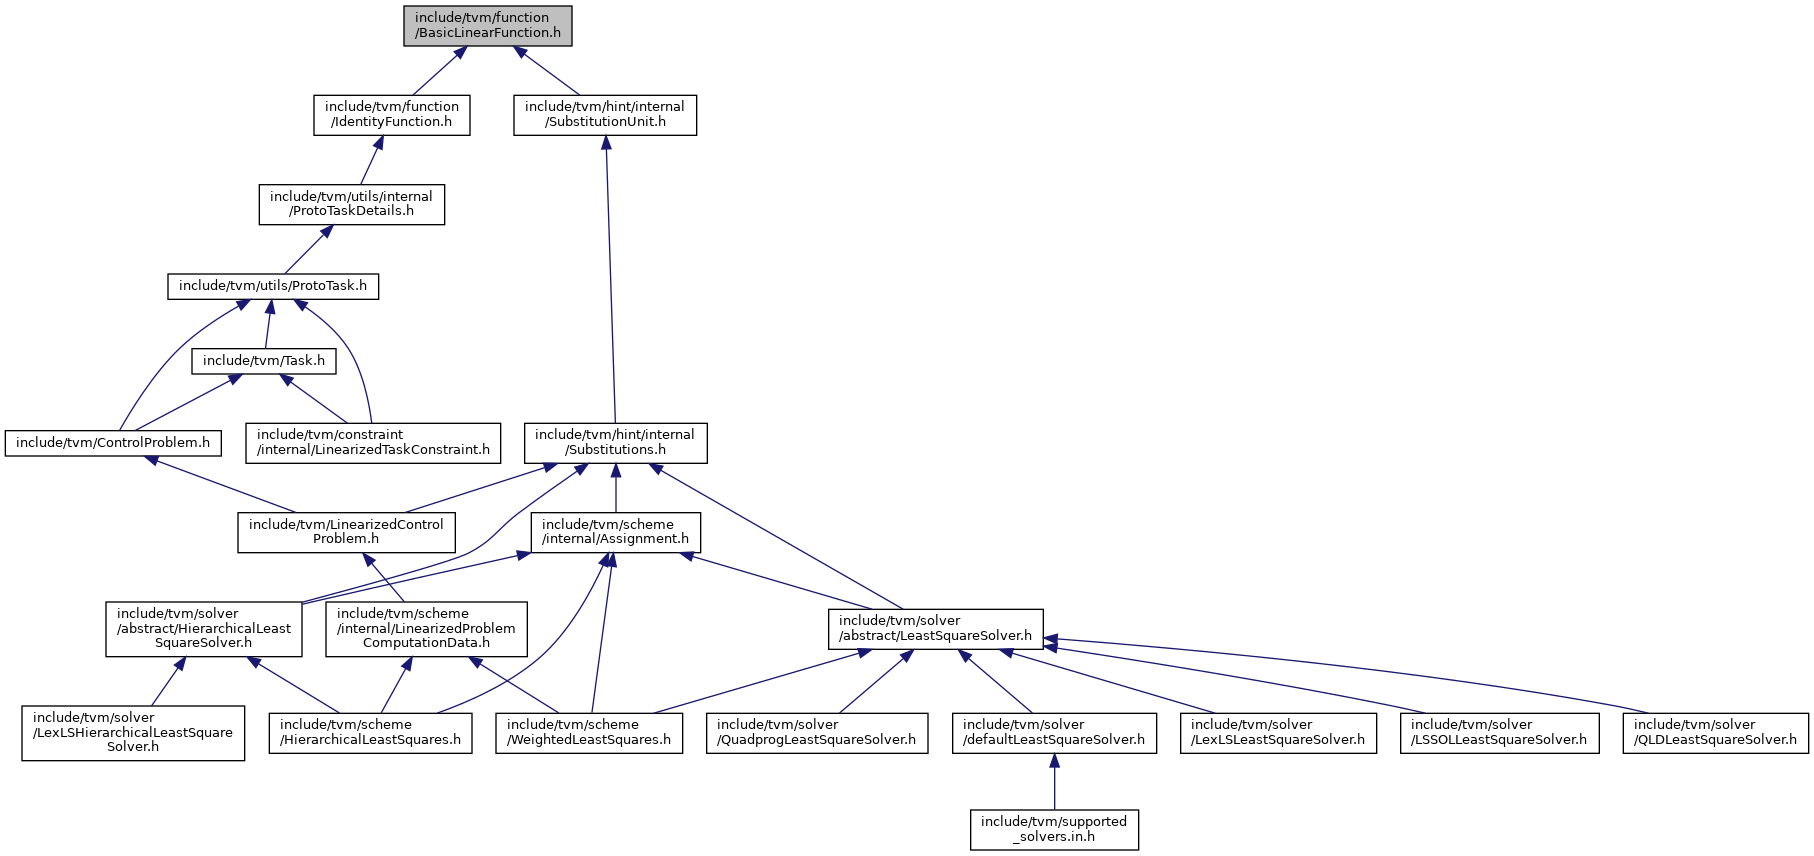 include/tvm/function
/BasicLinearFunction.h
include/tvm/function
/IdentityFunction.h
include/tvm/hint/internal
/SubstitutionUnit.h
include/tvm/utils/internal
/ProtoTaskDetails.h
include/tvm/utils/ProtoTask.h
include/tvm/Task.h
include/tvm/ControlProblem.h
include/tvm/constraint
/internal/LinearizedTaskConstraint.h
include/tvm/hint/internal
/Substitutions.h
include/tvm/LinearizedControl
Problem.h
include/tvm/scheme
/internal/Assignment.h
include/tvm/solver
/abstract/HierarchicalLeast
SquareSolver.h
include/tvm/scheme
/internal/LinearizedProblem
ComputationData.h
include/tvm/solver
/abstract/LeastSquareSolver.h
include/tvm/solver
/LexLSHierarchicalLeastSquare
Solver.h
include/tvm/scheme
/HierarchicalLeastSquares.h
include/tvm/scheme
/WeightedLeastSquares.h
include/tvm/solver
/QuadprogLeastSquareSolver.h
include/tvm/solver
/defaultLeastSquareSolver.h
include/tvm/solver
/LexLSLeastSquareSolver.h
include/tvm/solver
/LSSOLLeastSquareSolver.h
include/tvm/solver
/QLDLeastSquareSolver.h
include/tvm/supported
_solvers.in.h